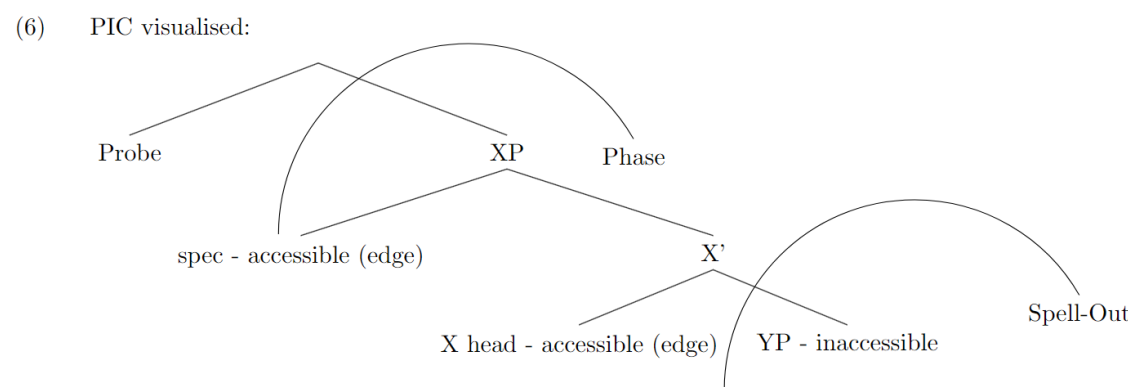 (6) PIC visualised:
Probe XP Phase
spec - accessible (edge) X'
Spell-Out
X head - accessible (edge) YP - inaccessible